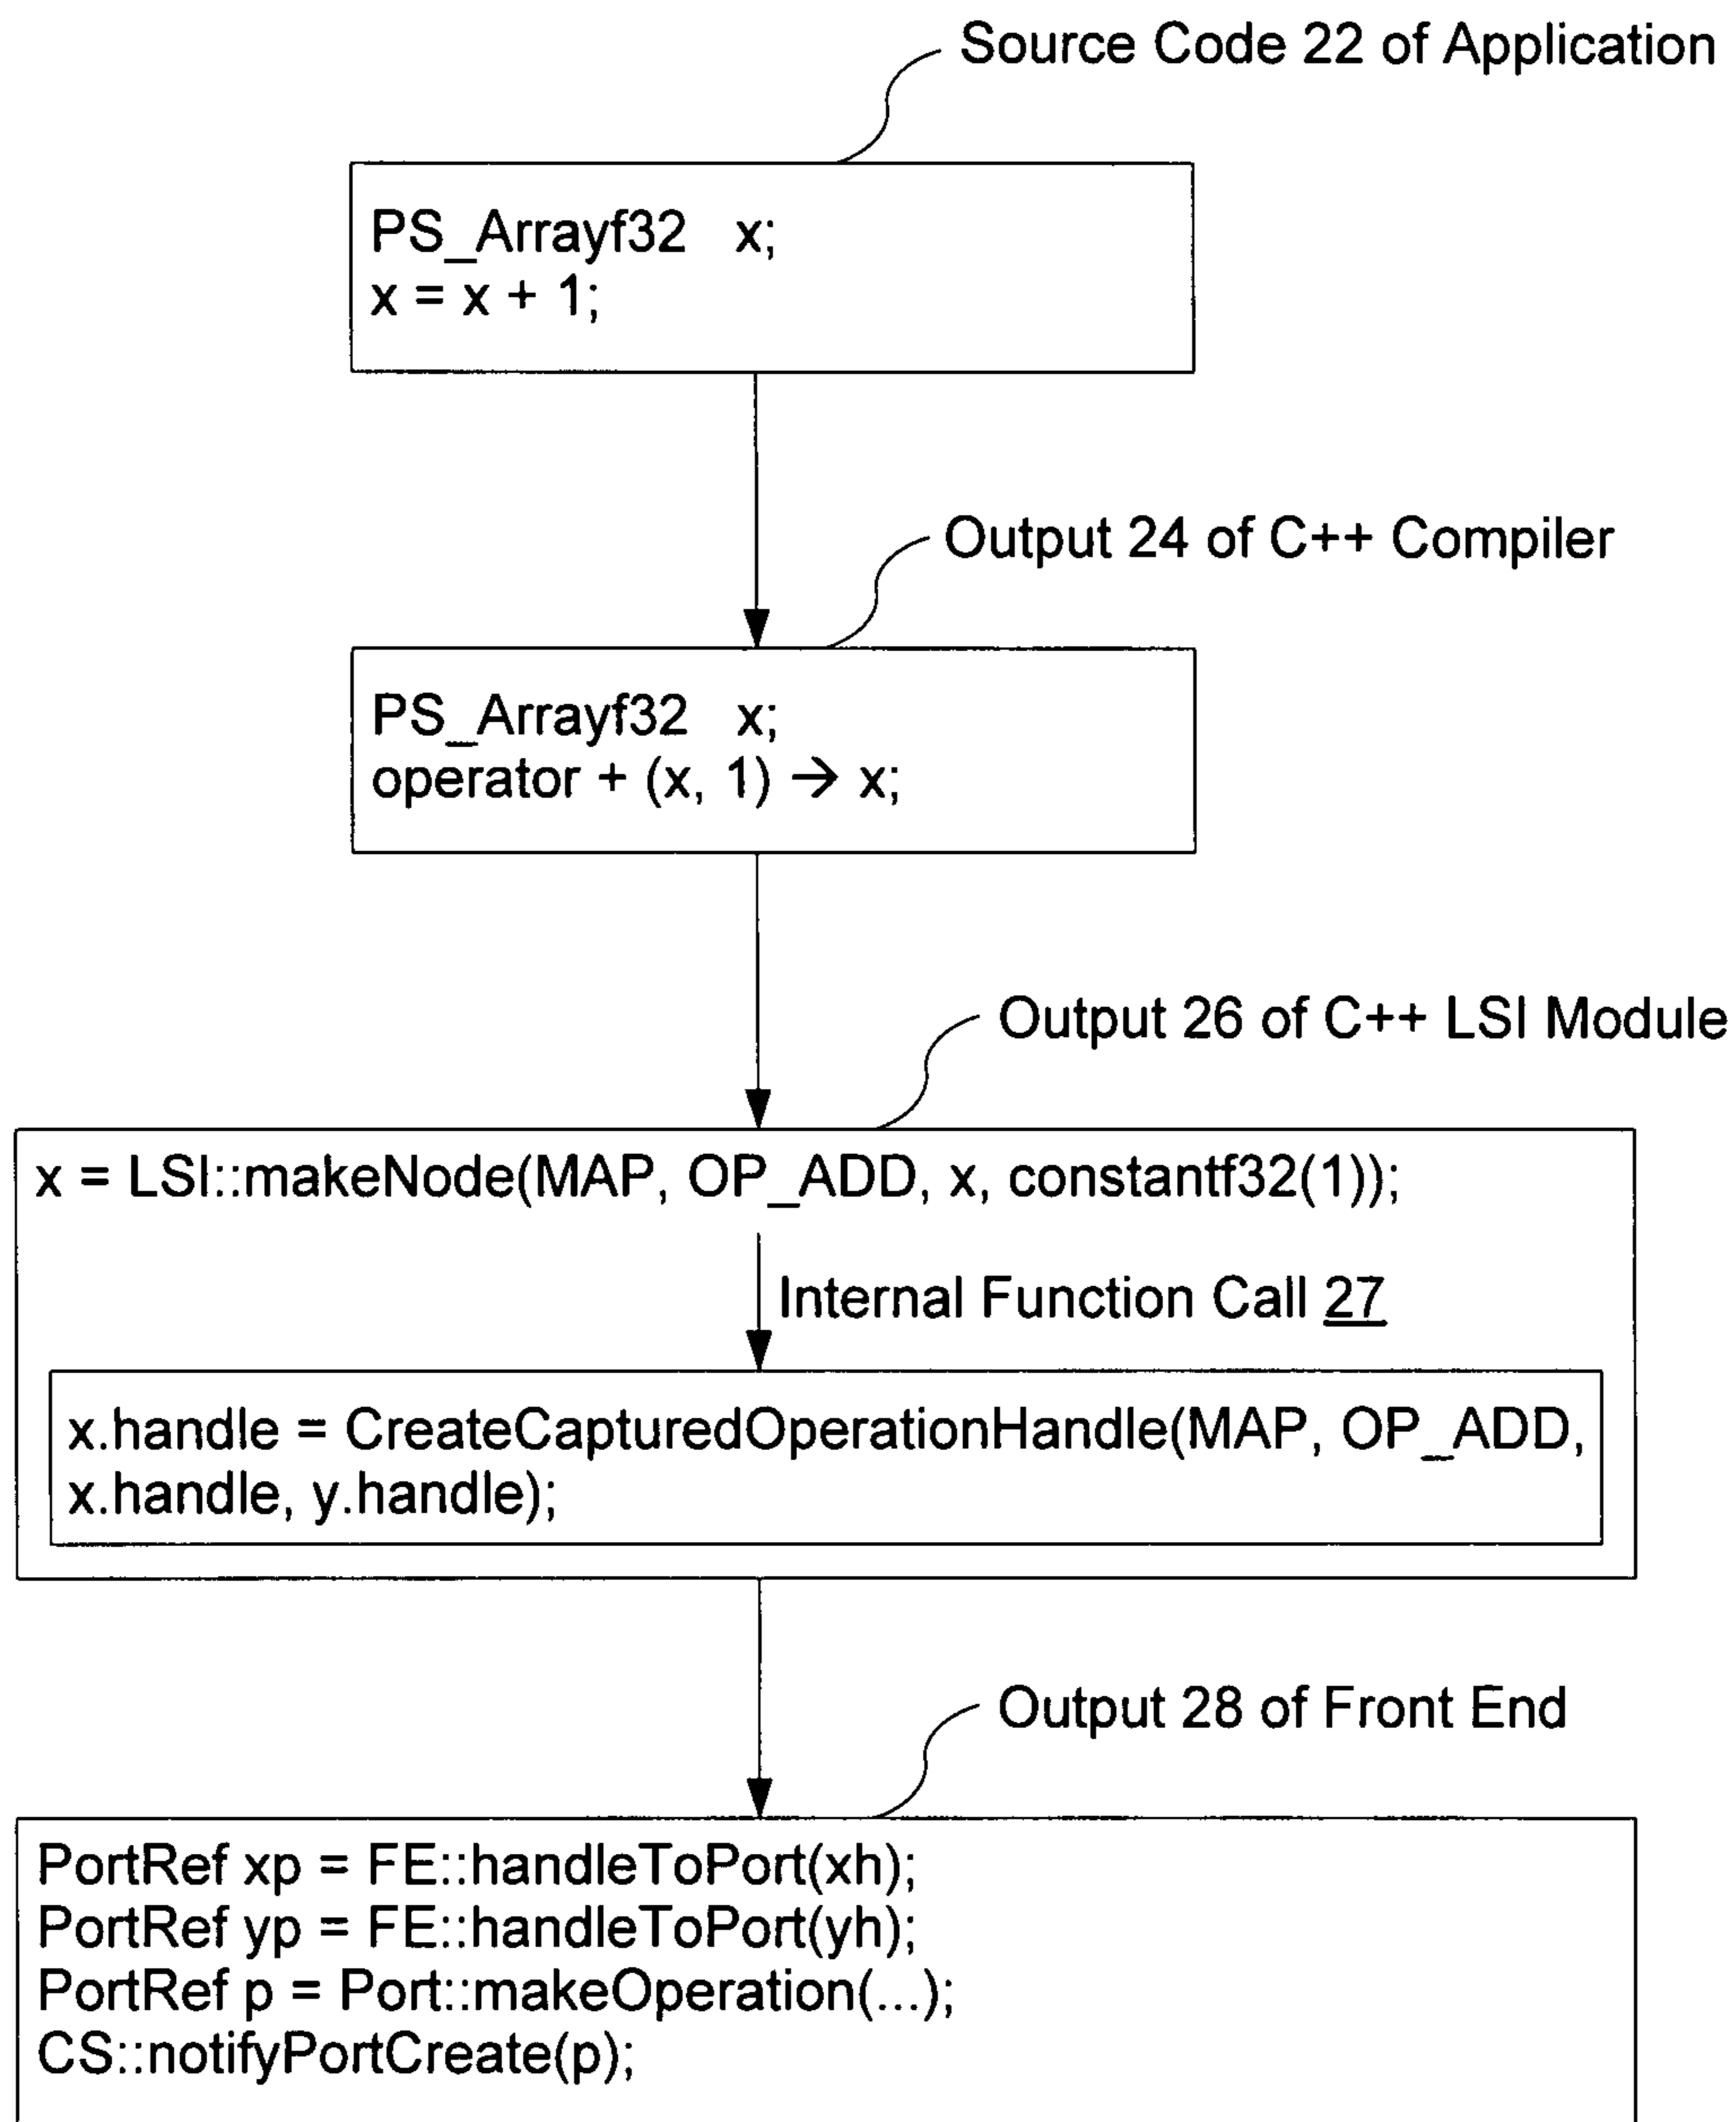 Source Code 22 of Application
PS_Arrayf32 x;
x = x + 1;
Output 24 of C++ Compiler
PS_Arrayf32 x;
operator + (x, 1) → x;
Output 26 of C++ LSI Module
x = LSI::makeNode(MAP, OP_ADD, x, constantf32(1));
Internal Function Call 27
x.handle = CreateCapturedOperationHandle(MAP, OP_ADD,
x.handle, y.handle);
Output 28 of Front End
PortRef xp = FE::handleToPort(xh);
PortRef yp = FE::handleToPort(yh);
PortRef p = Port::makeOperation(...);
CS::notifyPortCreate(p);